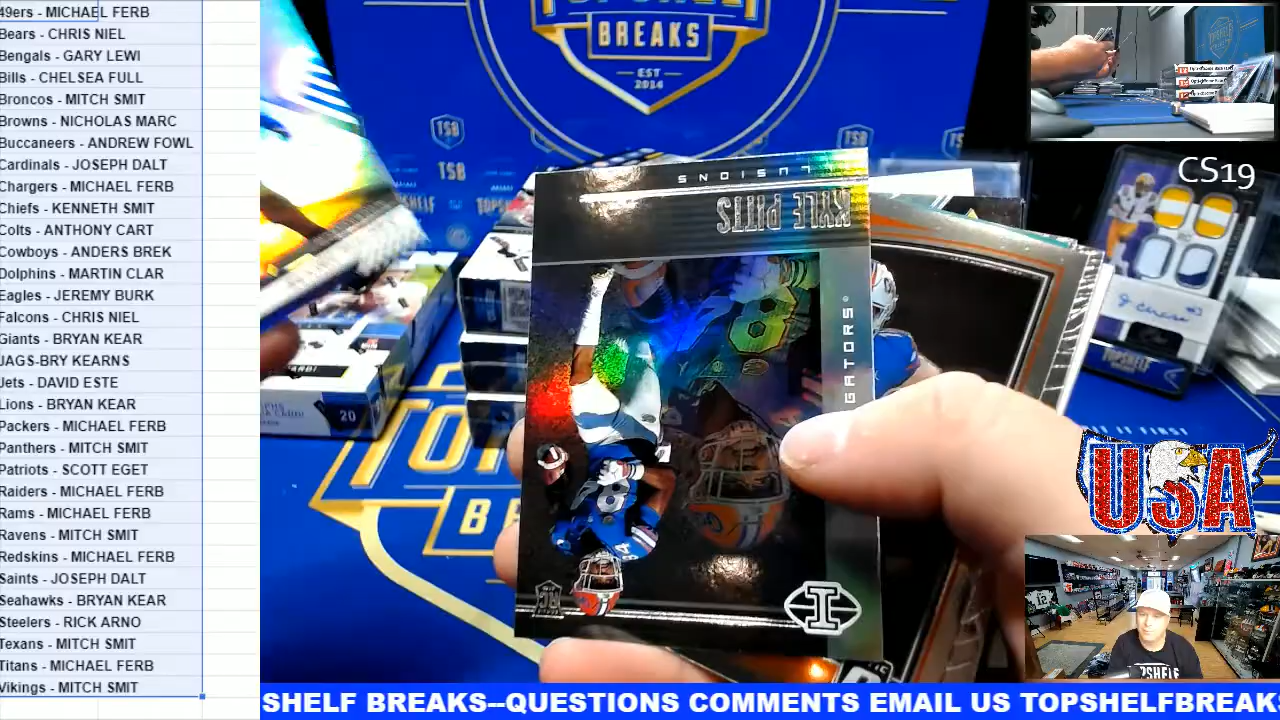 49ers - MICHAEL FERB
Bears - CHRIS NIEL
Bengals - GARY LEWI
Bills - CHELSEA FULL
Broncos - MITCH SMIT
Browns - NICHOLAS MARC
Buccaneers - ANDREW FOWL
Cardinals - JOSEPH DALT
Chargers - MICHAEL FERB
Chiefs - KENNETH SMIT
Colts - ANTHONY CART
Cowboys - ANDERS BREK
Dolphins - MARTIN CLAR
Eagles - JEREMY BURK
Falcons - CHRIS NIEL
Giants - BRYAN KEAR
JAGS-BRY KEARNS
Jets - DAVID ESTE
Lions - BRYAN KEAR
Packers - MICHAEL FERB
Panthers - MITCH SMIT
Patriots - SCOTT EGET
Raiders - MICHAEL FERB
Rams - MICHAEL FERB
Ravens - MITCH SMIT
Redskins - MICHAEL FERB
Saints - JOSEPH DALT
Seahawks - BRYAN KEAR
Steelers - RICK ARNO
Texans - MITCH SMIT
Titans - MICHAEL FERB
Vikings - MITCH SMIT
BREAKS
EST
2014
TSB
TSB
KYLE PITTS
GATORS
RC
I
20
CS19
TOPSHELF
USA
SHELF BREAKS--QUESTIONS COMMENTS EMAIL US TOPSHELFBREAK